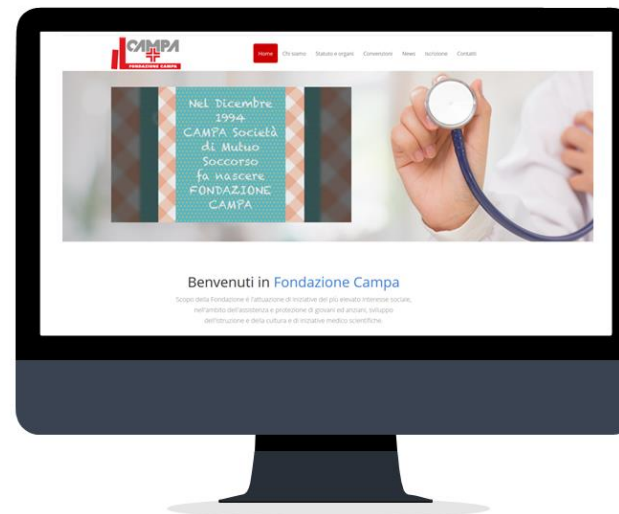 CAMPA
FONDAZIONE CAMPA
Home Chi siamo Statuto e organi Convenzioni News Iscrizione Contatti
Nel Dicembre
1994
CAMPA Società
di Mutuo
Soccorso
fa nascere
FONDAZIONE
CAMPA
Benvenuti in Fondazione Campa
Scopo della Fondazione è l'attuazione di iniziative del più elevato interesse sociale,
nell'ambito dell'assistenza e protezione di giovani ed anziani, sviluppo
dell'istruzione e della cultura e di iniziative medico scientifiche.